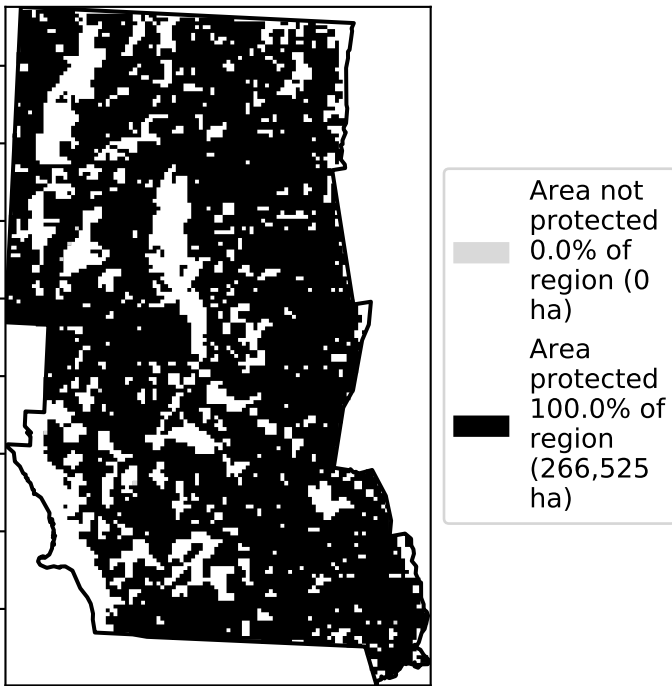 Area not
protected
0.0% of
region (0
ha)
Area
protected
100.0% of
region
(266,525
ha)